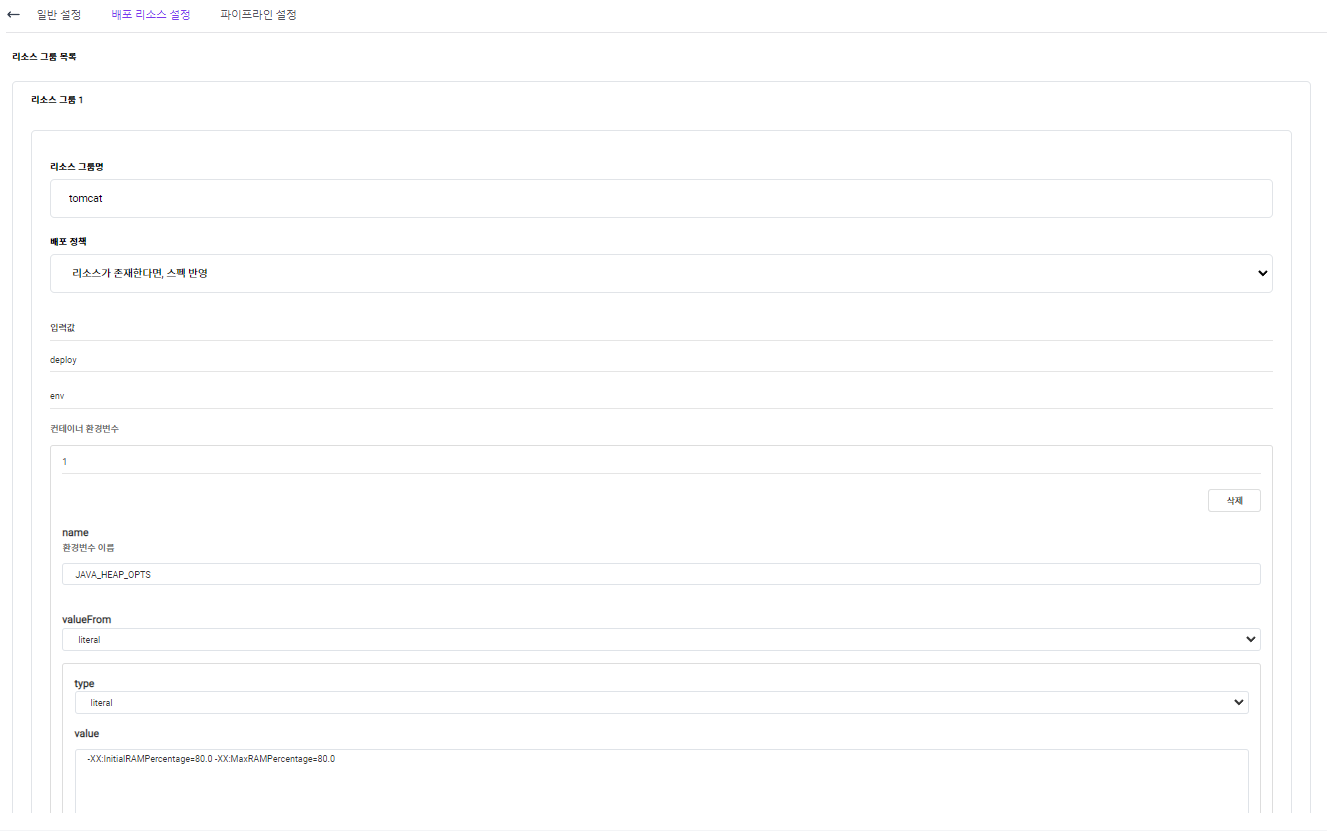 ← 일반 설정 배포 리소스 설정 파이프라인 설정
리소스 그룹 목록
리소스 그룹 1
리소스 그룹명
tomcat
배포 정책
리소스가 존재한다면, 스펙 반영
입력값
deploy
env
컨테이너 환경변수
1
삭제
name
환경변수 이름
JAVA_HEAP_OPTS
valueFrom
literal
type
literal
value
-XX:InitialRAMPercentage=80.0 -XX:MaxRAMPercentage=80.0